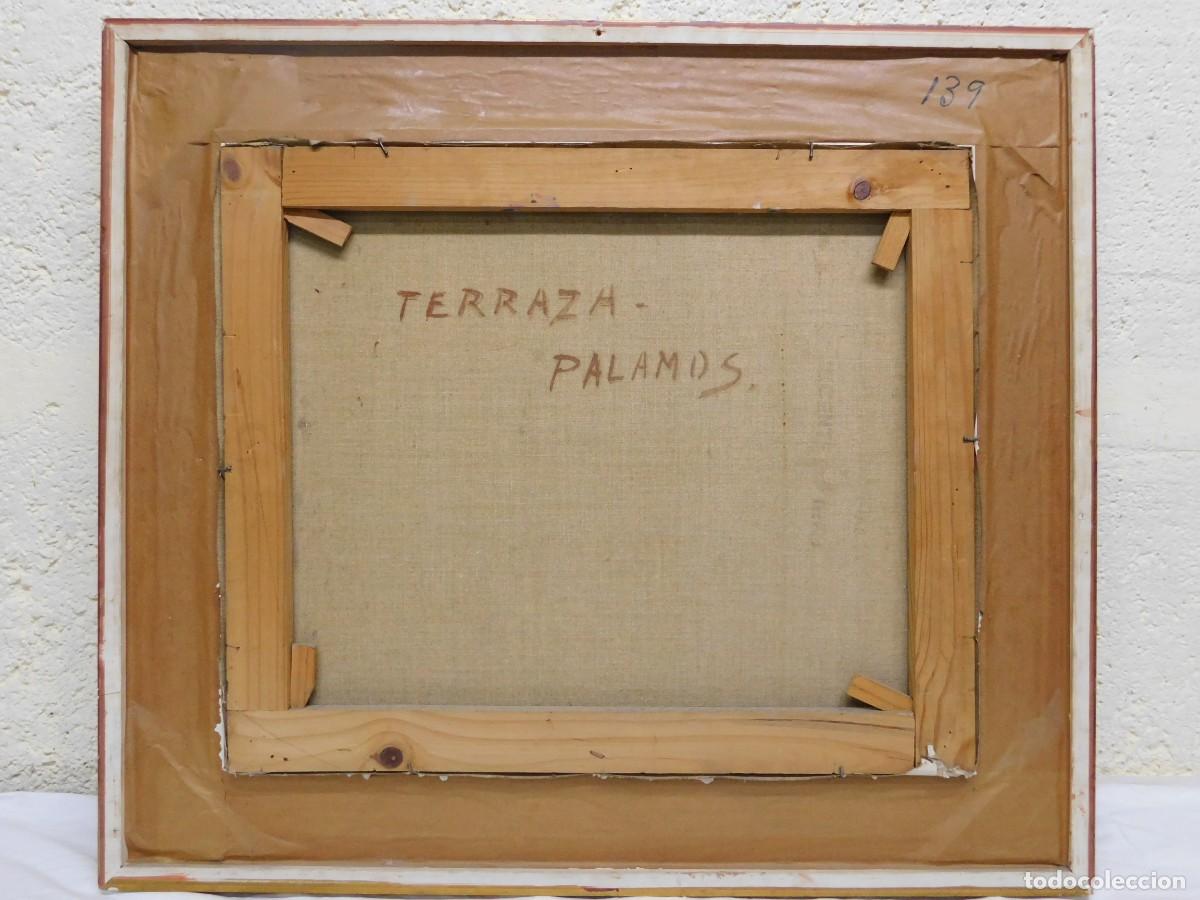 139
TERRAZA -
PALAMOS.
todocoleccion